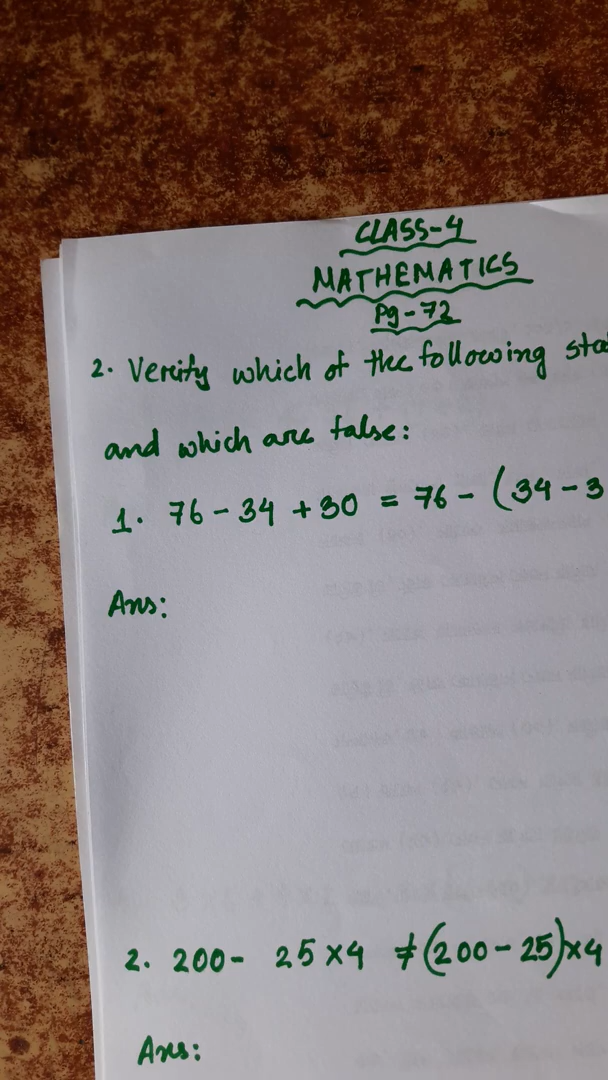 CLASS-4
MATHEMATICS
Pg-72
2. Verify which of the following sta
and which are false:
1. 76-34 +30 = 76- (34-3
Ans:
2. 200- 25×4 ≠(200-25)×4
Ans: